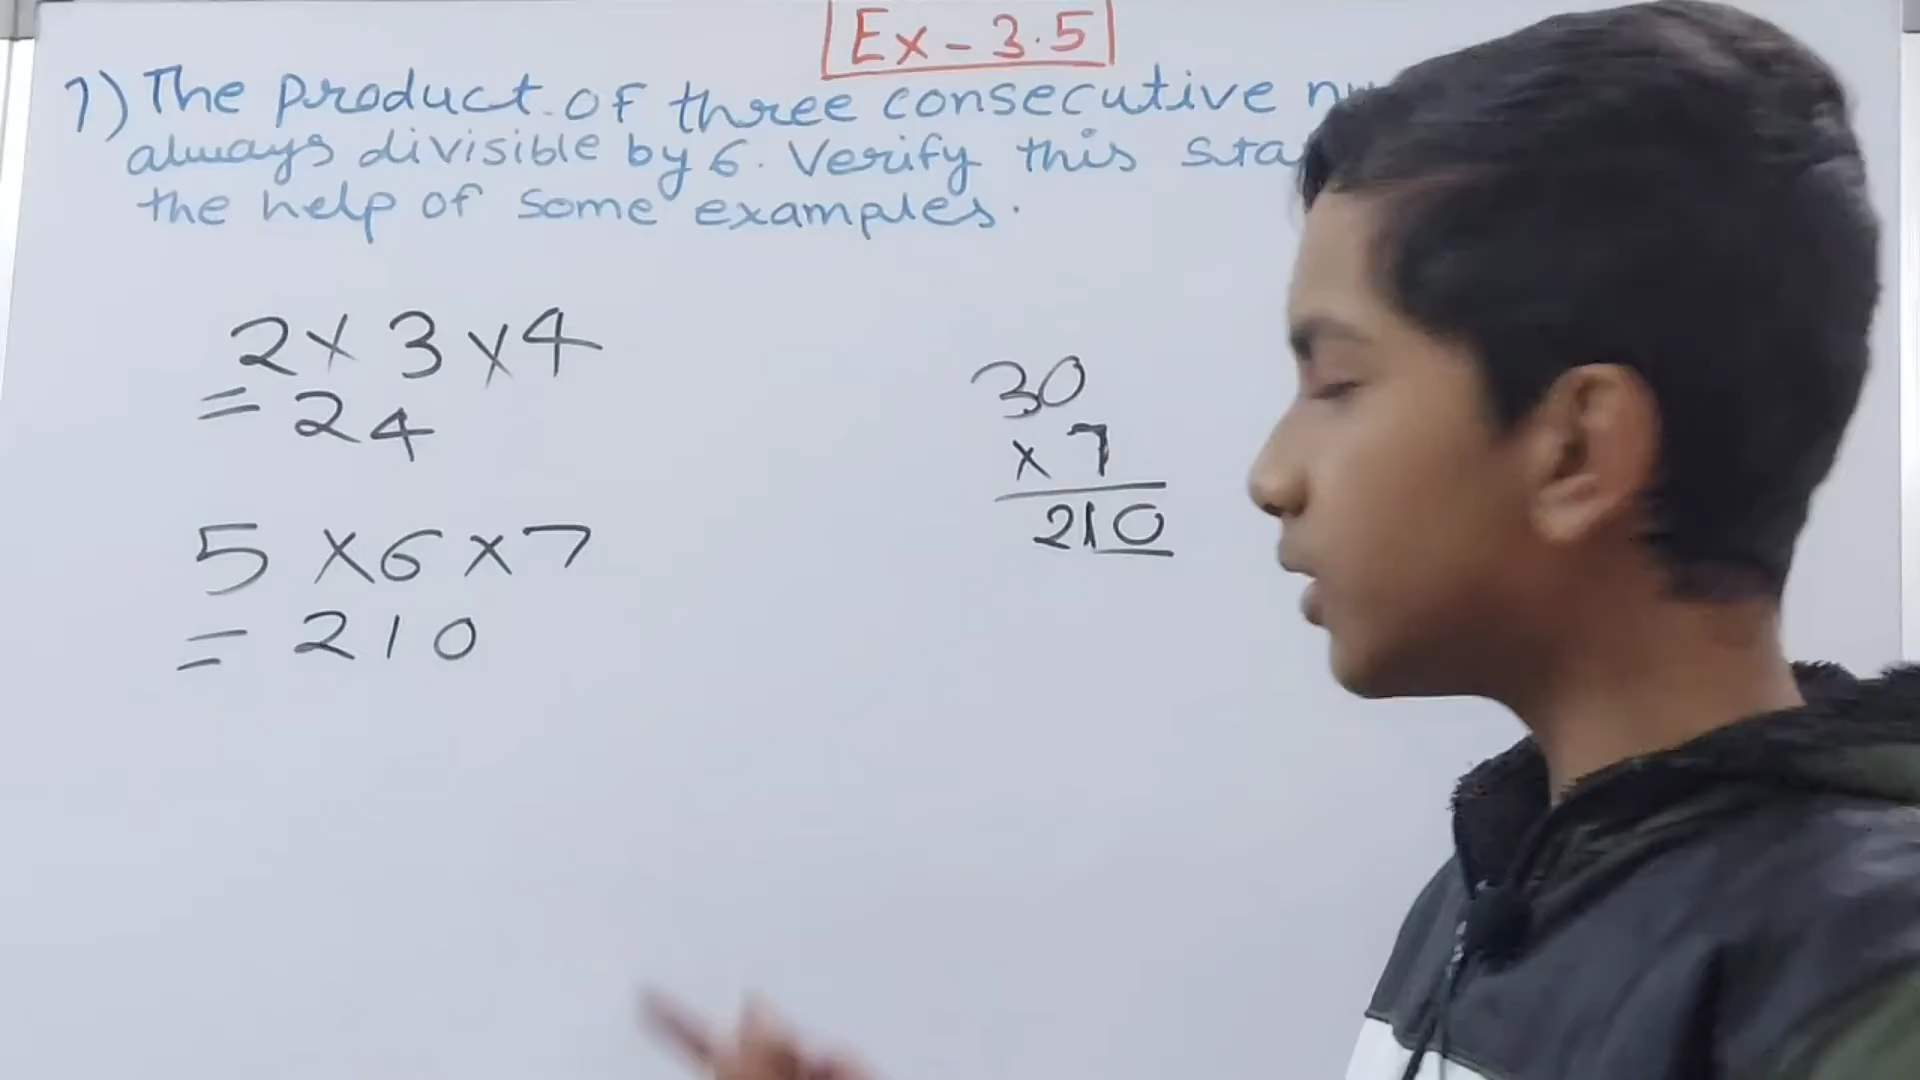 Ex - 3.5
7) The product of three consecutive
always divisible by 6. Verify this
the help of some examples.
2 x 3 x 4
= 24
5 x 6 x 7
= 210
30
x 7
210